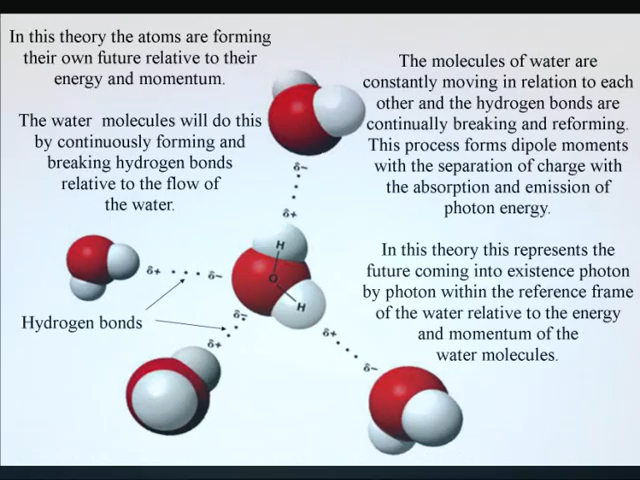 In this theory the atoms are forming
their own future relative to their
energy and momentum.
The water molecules will do this
by continuously forming and
breaking hydrogen bonds
relative to the flow of
the water.
The molecules of water are
constantly moving in relation to each
other and the hydrogen bonds are
continually breaking and reforming.
This process forms dipole moments
with the separation of charge with
the absorption and emission of
photon energy.
In this theory this represents the
future coming into existence photon
by photon within the reference frame
of the water relative to the energy
and momentum of the
water molecules.
δ−
δ+
H
O
H
δ+ δ−
Hydrogen bonds
δ−
δ+
δ+
δ−